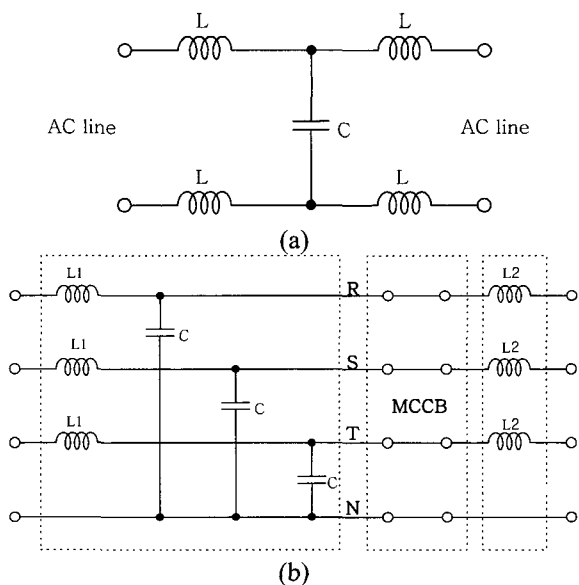 L L
AC line C AC line
L L
(a)
L1 R L2
C
L1 S L2
C MCCB
L1 T L2
C
N
(b)